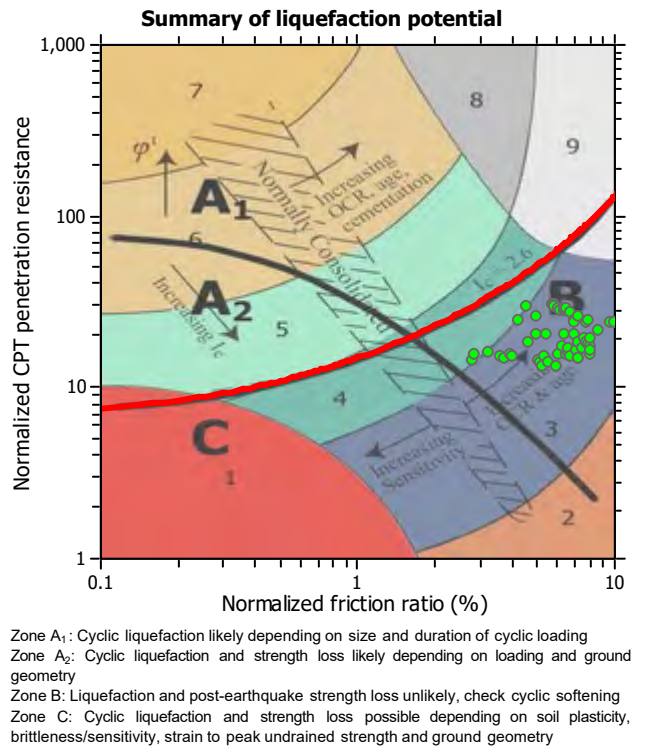 Summary of liquefaction potential
Normalized CPT penetration resistance
1,000
100
10
1
7
8
9
φ'
A1
Increasing
OCR, age,
cementation
Normally Consolidated
6
A2
Increasing Ic
5
Ic = 2.6
B
4
Increasing
OCR & age
C
Increasing
Sensitivity
3
1
2
0.1
1
10
Normalized friction ratio (%)
Zone A1: Cyclic liquefaction likely depending on size and duration of cyclic loading
Zone A2: Cyclic liquefaction and strength loss likely depending on loading and ground
geometry
Zone B: Liquefaction and post-earthquake strength loss unlikely, check cyclic softening
Zone C: Cyclic liquefaction and strength loss possible depending on soil plasticity,
brittleness/sensitivity, strain to peak undrained strength and ground geometry